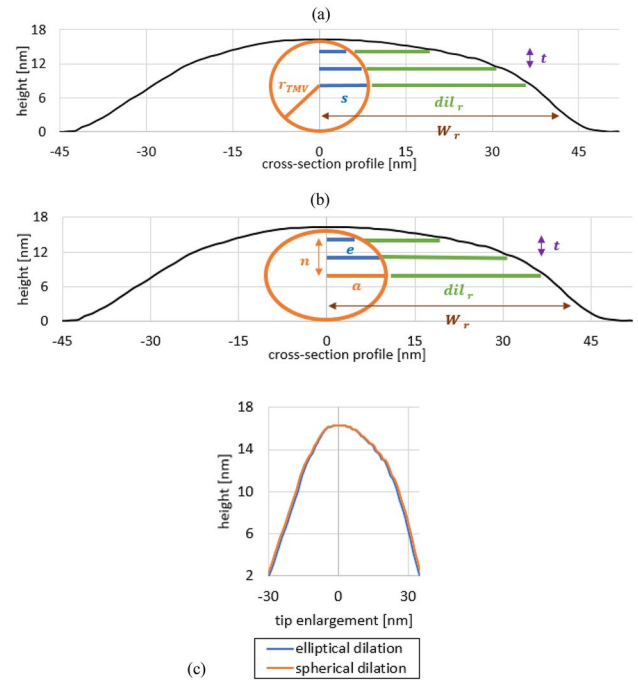 (a)
18
12
6
0
height [nm]
r_TMV
s
t
dil_r
W_r
-45
-30
-15
0
15
30
45
cross-section profile [nm]
(b)
18
12
6
0
height [nm]
n
e
a
t
dil_r
W_r
-45
-30
-15
0
15
30
45
cross-section profile [nm]
18
14
10
6
2
height [nm]
-30
0
30
tip enlargement [nm]
elliptical dilation
spherical dilation
(c)